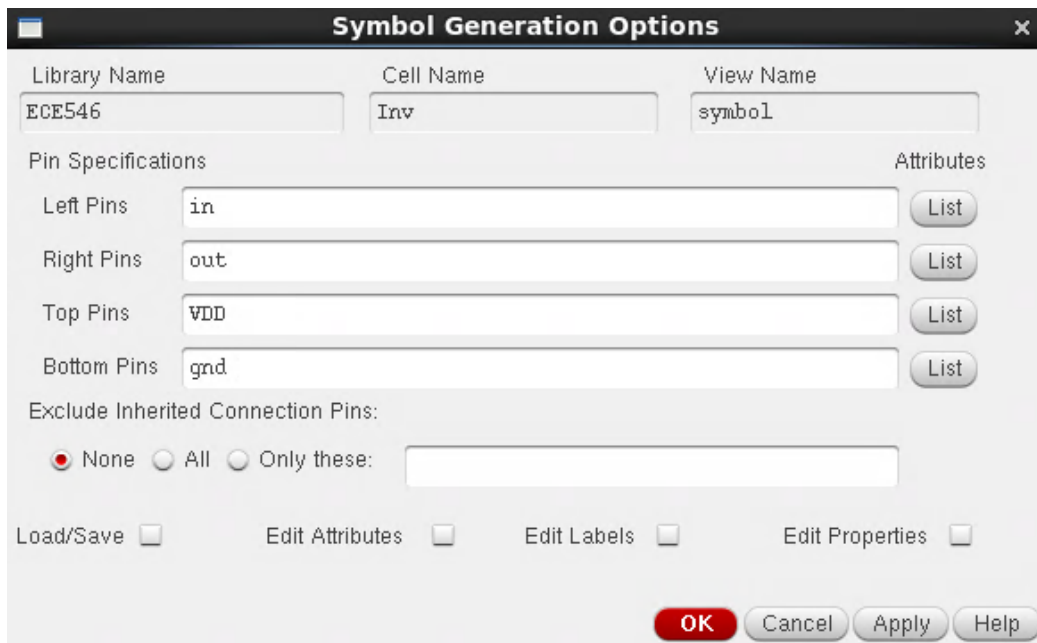 Symbol Generation Options
Library Name Cell Name View Name
ECE546 Inv symbol
Pin Specifications Attributes
Left Pins in List
Right Pins out List
Top Pins VDD List
Bottom Pins gnd List
Exclude Inherited Connection Pins:
None All Only these:
Load/Save Edit Attributes Edit Labels Edit Properties
OK Cancel Apply Help